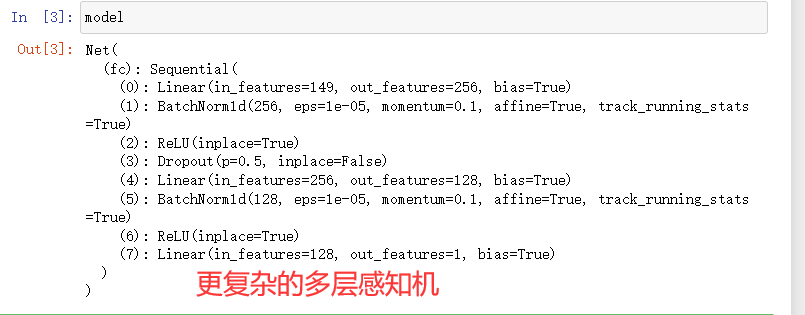 In [3]: model
Out[3]: Net(
(fc): Sequential(
(0): Linear(in_features=149, out_features=256, bias=True)
(1): BatchNorm1d(256, eps=1e-05, momentum=0.1, affine=True, track_running_stats
=True)
(2): ReLU(inplace=True)
(3): Dropout(p=0.5, inplace=False)
(4): Linear(in_features=256, out_features=128, bias=True)
(5): BatchNorm1d(128, eps=1e-05, momentum=0.1, affine=True, track_running_stats
=True)
(6): ReLU(inplace=True)
(7): Linear(in_features=128, out_features=1, bias=True)
)
)
更复杂的多层感知机